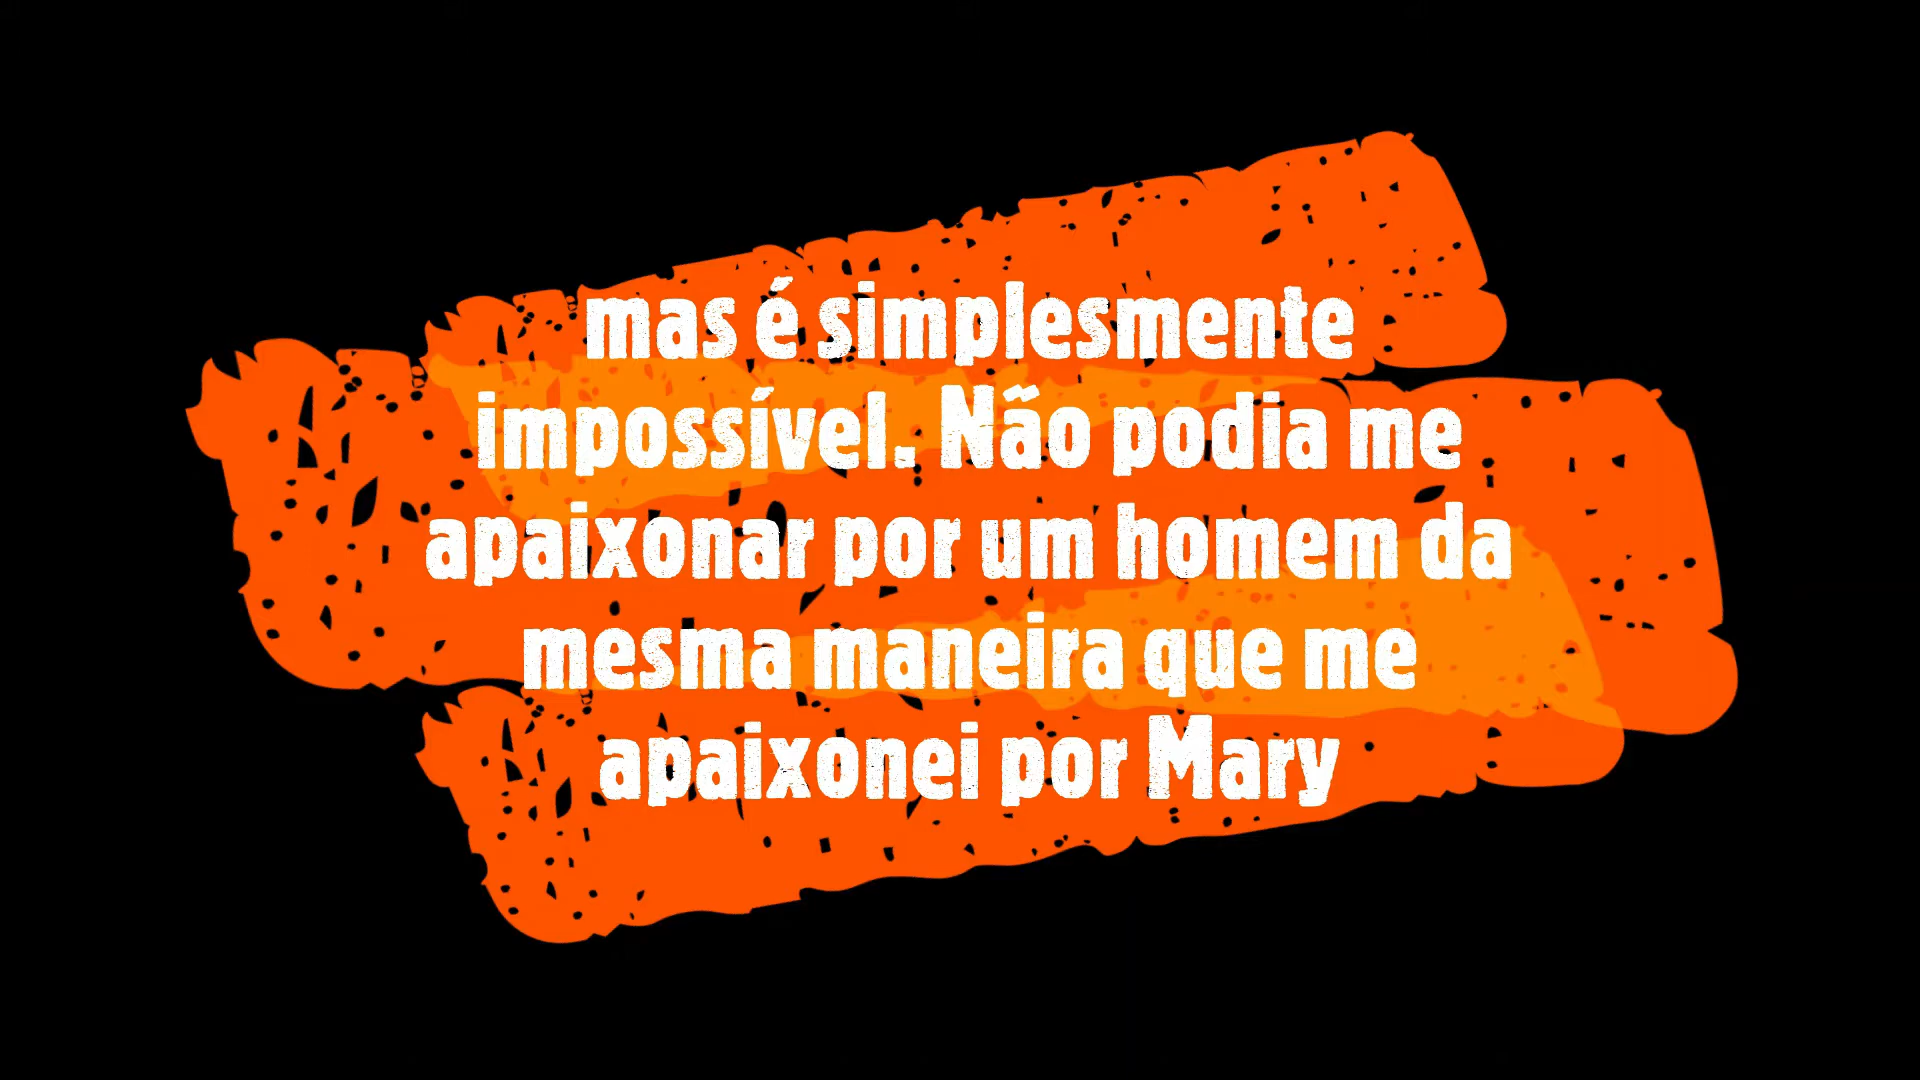 mas é simplesmente
impossível. Não podia me
apaixonar por um homem da
mesma maneira que me
apaixonei por Mary